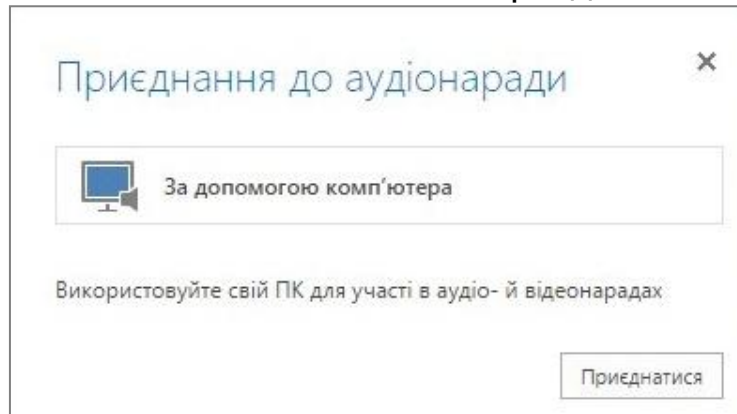 Приєднання до аудіонаради
За допомогою комп'ютера
Використовуйте свій ПК для участі в аудіо- й відеонарадах
Приєднатися